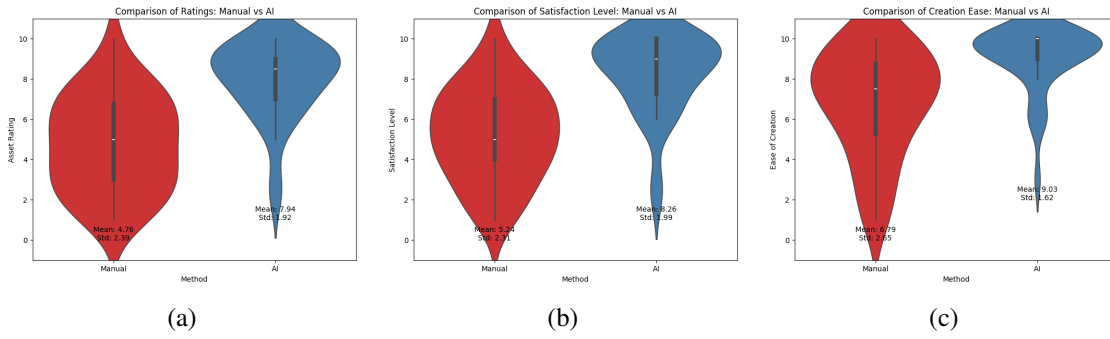 Comparison of Ratings: Manual vs AI
10
8
6
4
2
0
Asset Rating
Mean: 4.76
Std: 2.39
Mean: 7.94
Std: 1.92
Manual
AI
Method
(a)
Comparison of Satisfaction Level: Manual vs AI
10
8
6
4
2
0
Satisfaction Level
Mean: 5.24
Std: 2.31
Mean: 8.26
Std: 1.99
Manual
AI
Method
(b)
Comparison of Creation Ease: Manual vs AI
10
8
6
4
2
0
Ease of Creation
Mean: 6.79
Std: 2.65
Mean: 9.03
Std: 1.62
Manual
AI
Method
(c)